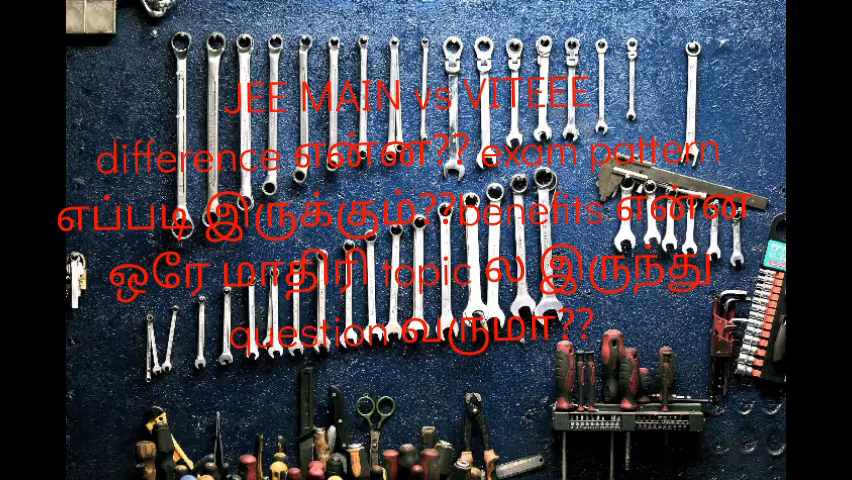 JEE MAIN vs VITEEE
difference என்ன?? exam pattern
எப்படி இருக்கும்??benefits என்ன
ஒரே மாதிரி topic ல இருந்து
question வருமா??